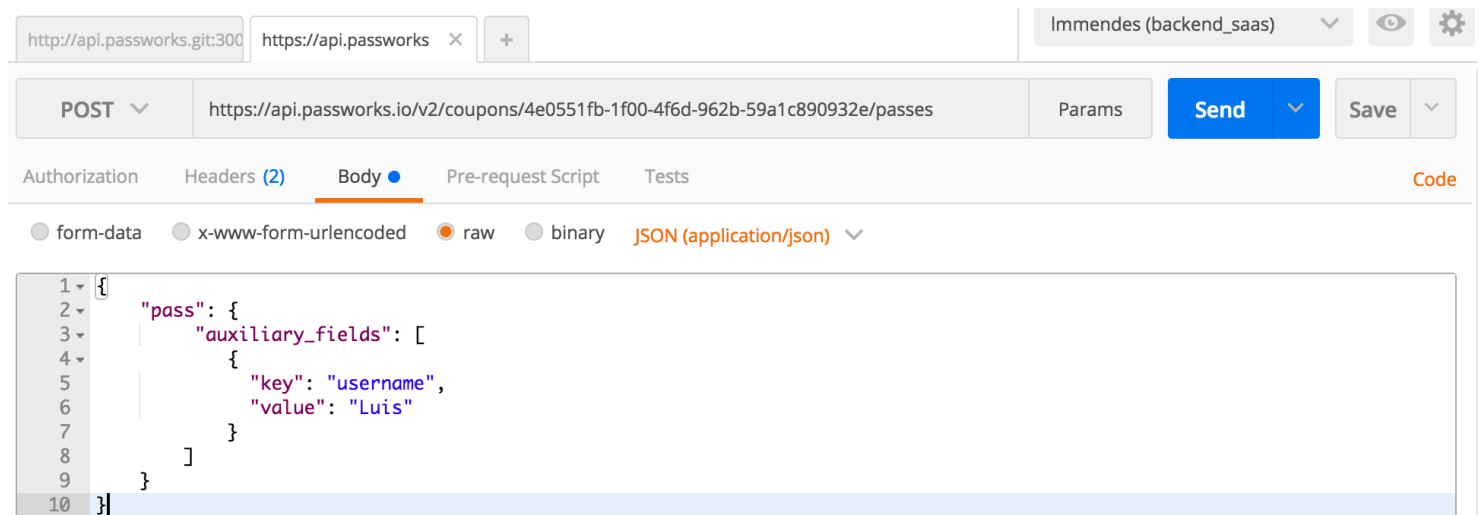 http://api.passworks.git:300
https://api.passworks
lmmendes (backend_saas)
POST
https://api.passworks.io/v2/coupons/4e0551fb-1f00-4f6d-962b-59a1c890932e/passes
Params
Send
Save
Authorization
Headers (2)
Body
Pre-request Script
Tests
Code
form-data
x-www-form-urlencoded
raw
binary
JSON (application/json)
1 {
2 "pass": {
3 "auxiliary_fields": [
4 {
5 "key": "username",
6 "value": "Luis"
7 }
8 ]
9 }
10 }